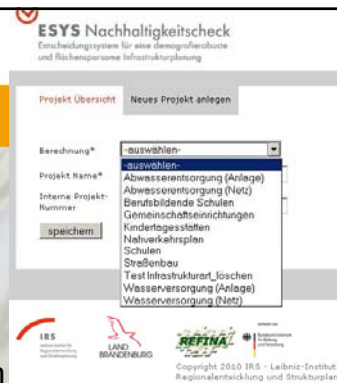 ESYS Nachhaltigkeitscheck
Entscheidungssystem für eine demografierobuste
und flächensparsame Infrastrukturplanung
Projekt Übersicht Neues Projekt anlegen
Berechnung* -auswählen-
-auswählen-
Projekt Name* Abwasserentsorgung (Anlage)
Abwasserentsorgung (Netz)
Interne Projekt- Berufsbildende Schulen
Nummer Gemeinschaftseinrichtungen
Kindertagesstätten
speichern Nahverkehrsplan
Schulen
Straßenbau
Test Infrastrukturart_löschen
Wasserversorgung (Anlage)
Wasserversorgung (Netz)
IRS
LAND
BRANDENBURG
REFINA
Copyright 2010 IRS - Leibniz-Institut
Regionalentwicklung und Strukturplan